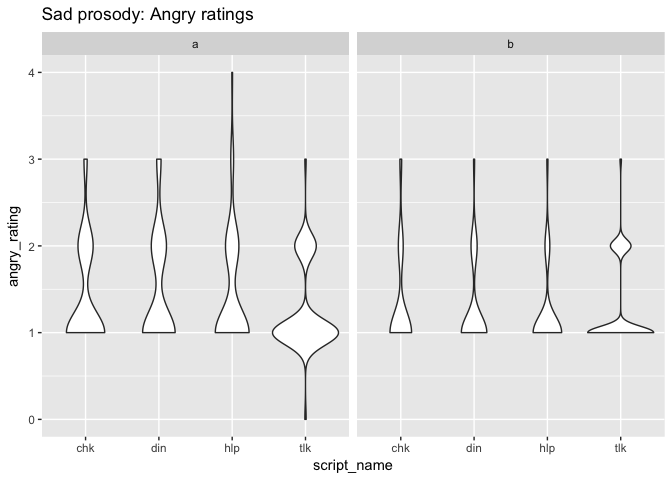 Sad prosody: Angry ratings
a b
4
3
2
1
0
angry_rating
chk din hlp tlk chk din hlp tlk
script_name